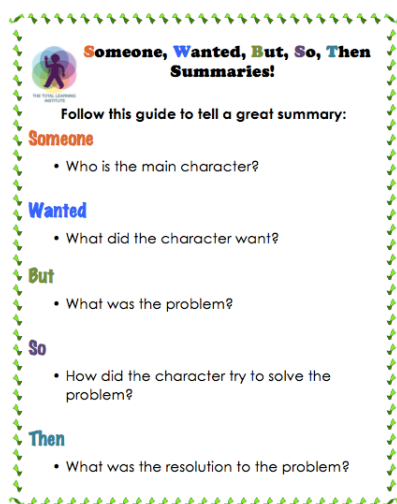 Someone, Wanted, But, So, Then
Summaries!
THE TOTAL LEARNING
INSTITUTE
Follow this guide to tell a great summary:
Someone
• Who is the main character?
Wanted
• What did the character want?
But
• What was the problem?
So
• How did the character try to solve the
problem?
Then
• What was the resolution to the problem?